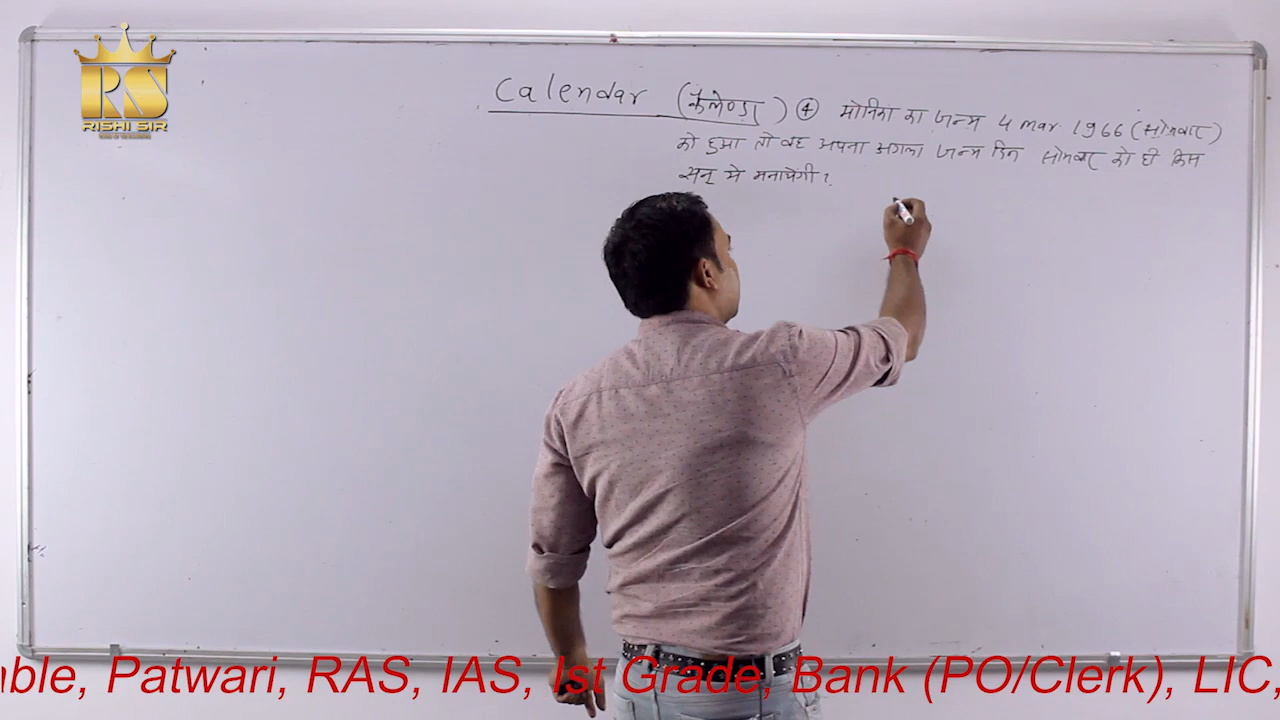 RS
RISHI SIR
Calendar (कैलेण्डर) ④ मोनिका का जन्म 4 Mar 1966 (सोमवार)
को हुआ तो वह अपना अगला जन्म दिन सोमवार को ही किस
सन् मे मनायेगी?
able, Patwari, RAS, IAS, Ist Grade, Bank (PO/Clerk), LIC,